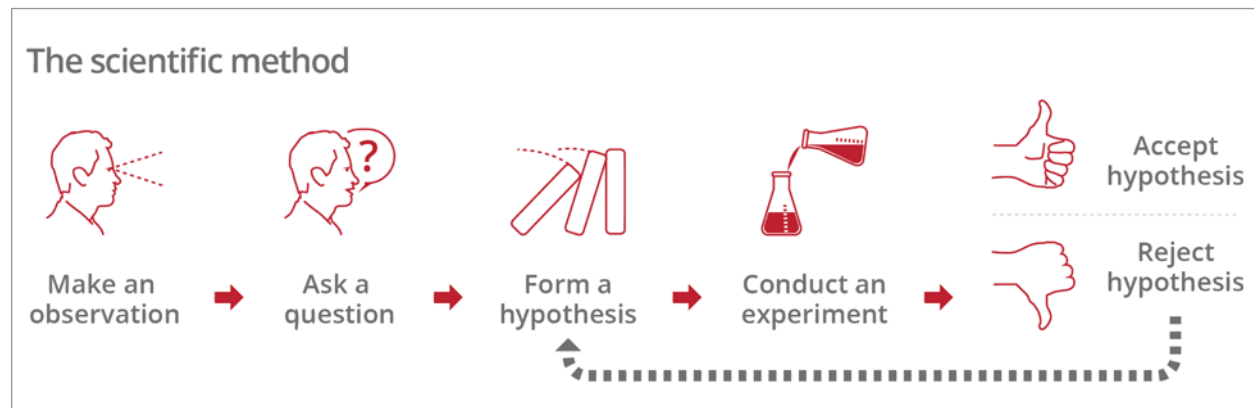 The scientific method
?
Make an
observation
Ask a
question
Form a
hypothesis
Conduct an
experiment
Accept
hypothesis
Reject
hypothesis